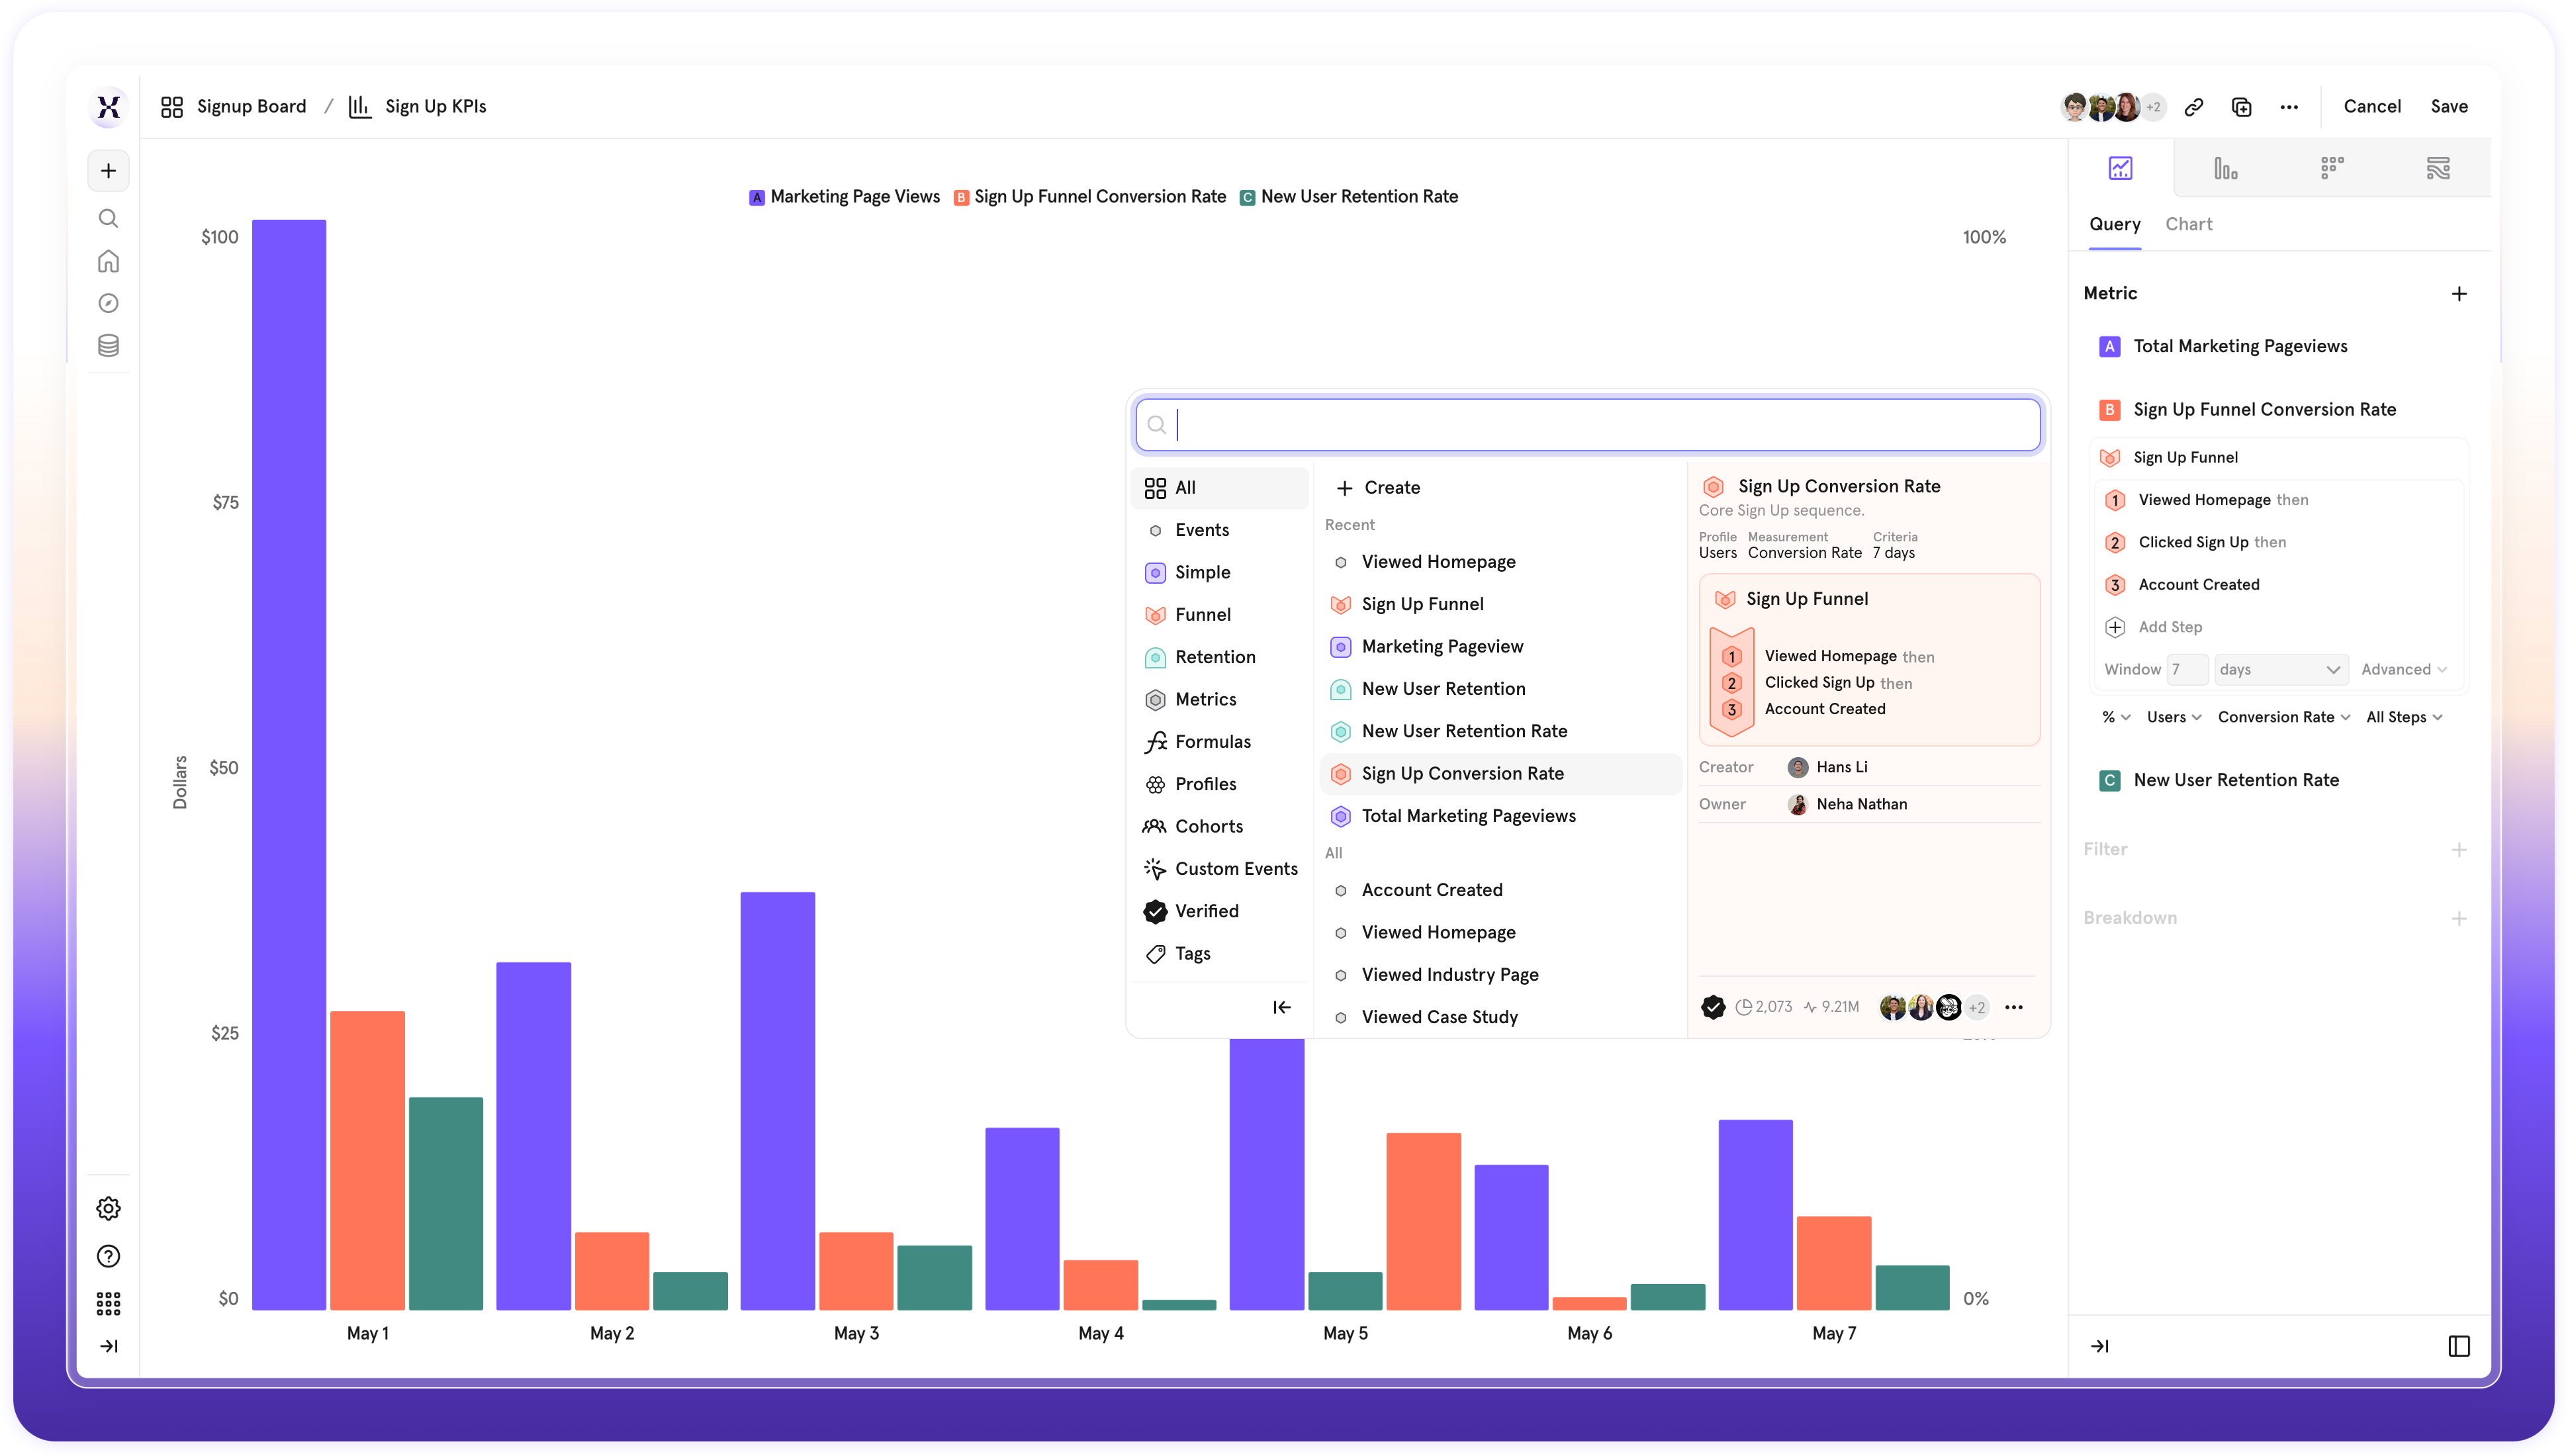 Signup Board / Sign Up KPIs
+2
Cancel
Save
A Marketing Page Views B Sign Up Funnel Conversion Rate C New User Retention Rate
$100
$75
$50
$25
$0
Dollars
100%
0%
May 1
May 2
May 3
May 4
May 5
May 6
May 7
All
Events
Simple
Funnel
Retention
Metrics
Formulas
Profiles
Cohorts
Custom Events
Verified
Tags
Create
Recent
Viewed Homepage
Sign Up Funnel
Marketing Pageview
New User Retention
New User Retention Rate
Sign Up Conversion Rate
Total Marketing Pageviews
All
Account Created
Viewed Homepage
Viewed Industry Page
Viewed Case Study
Sign Up Conversion Rate
Core Sign Up sequence.
Profile Measurement Criteria
Users Conversion Rate 7 days
Sign Up Funnel
1 Viewed Homepage then
2 Clicked Sign Up then
3 Account Created
Creator Hans Li
Owner Neha Nathan
2,073 9.21M +2
Query Chart
Metric
A Total Marketing Pageviews
B Sign Up Funnel Conversion Rate
Sign Up Funnel
1 Viewed Homepage then
2 Clicked Sign Up then
3 Account Created
Add Step
Window 7 days Advanced
% Users Conversion Rate All Steps
C New User Retention Rate
Filter
Breakdown